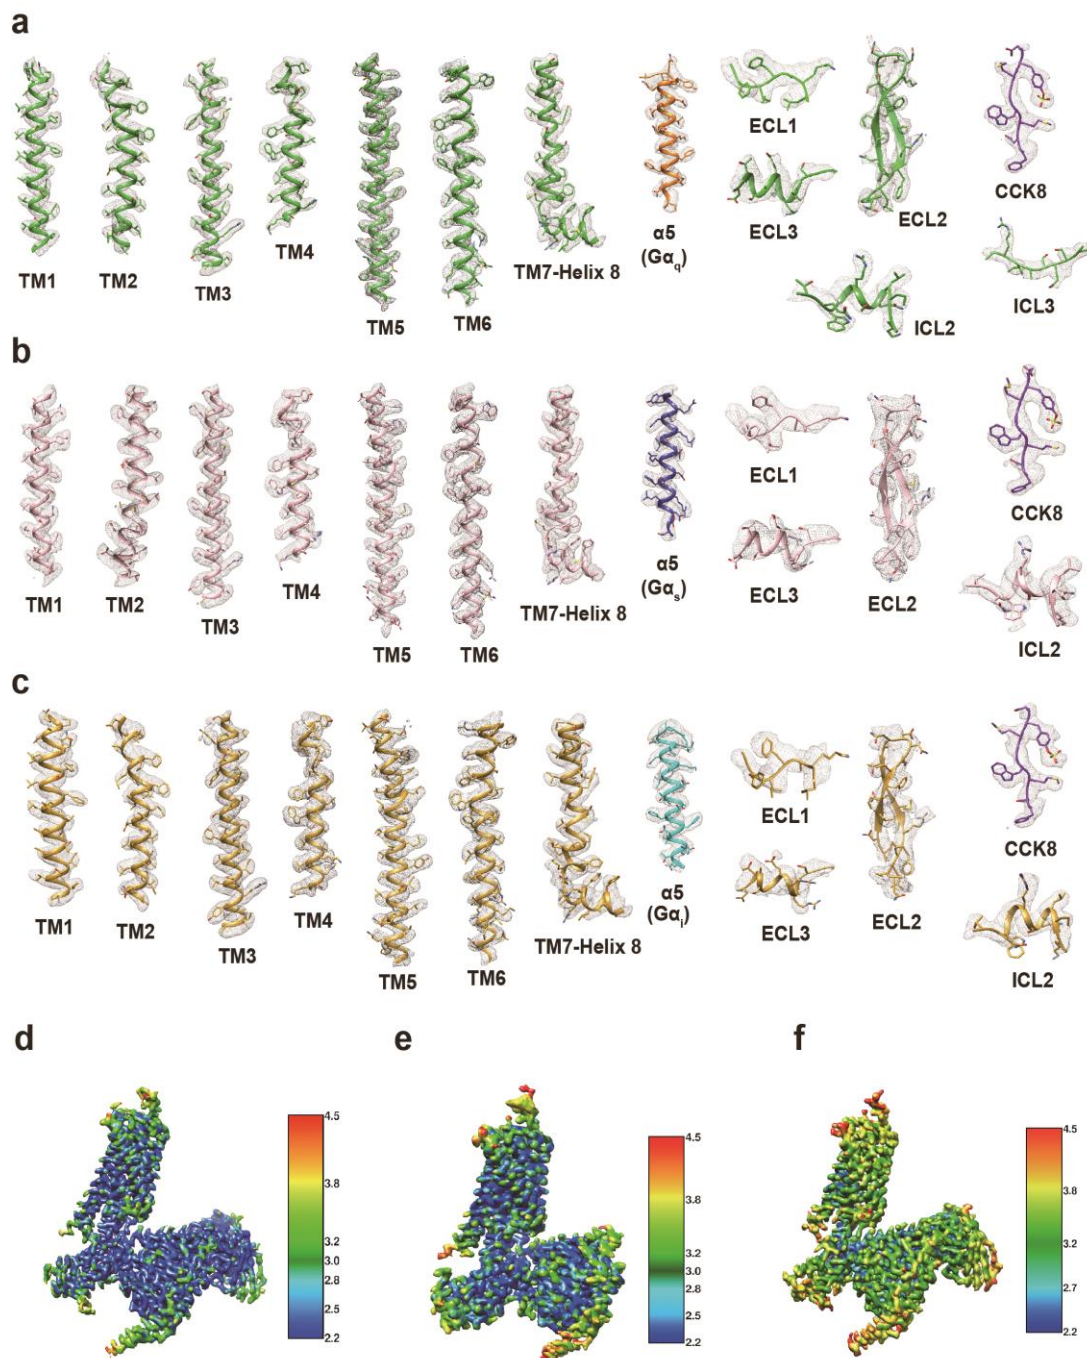 a
TM1
TM2
TM3
TM4
TM5
TM6
TM7-Helix 8
α5
(Gαq)
ECL1
ECL3
ECL2
CCK8
ICL2
ICL3
b
TM1
TM2
TM3
TM4
TM5
TM6
TM7-Helix 8
α5
(Gαs)
ECL1
ECL3
ECL2
CCK8
ICL2
c
TM1
TM2
TM3
TM4
TM5
TM6
TM7-Helix 8
α5
(Gαi)
ECL1
ECL3
ECL2
CCK8
ICL2
d
4.5
3.8
3.2
3.0
2.8
2.5
2.2
e
4.5
3.8
3.2
3.0
2.8
2.5
2.2
f
4.5
3.8
3.2
2.7
2.2